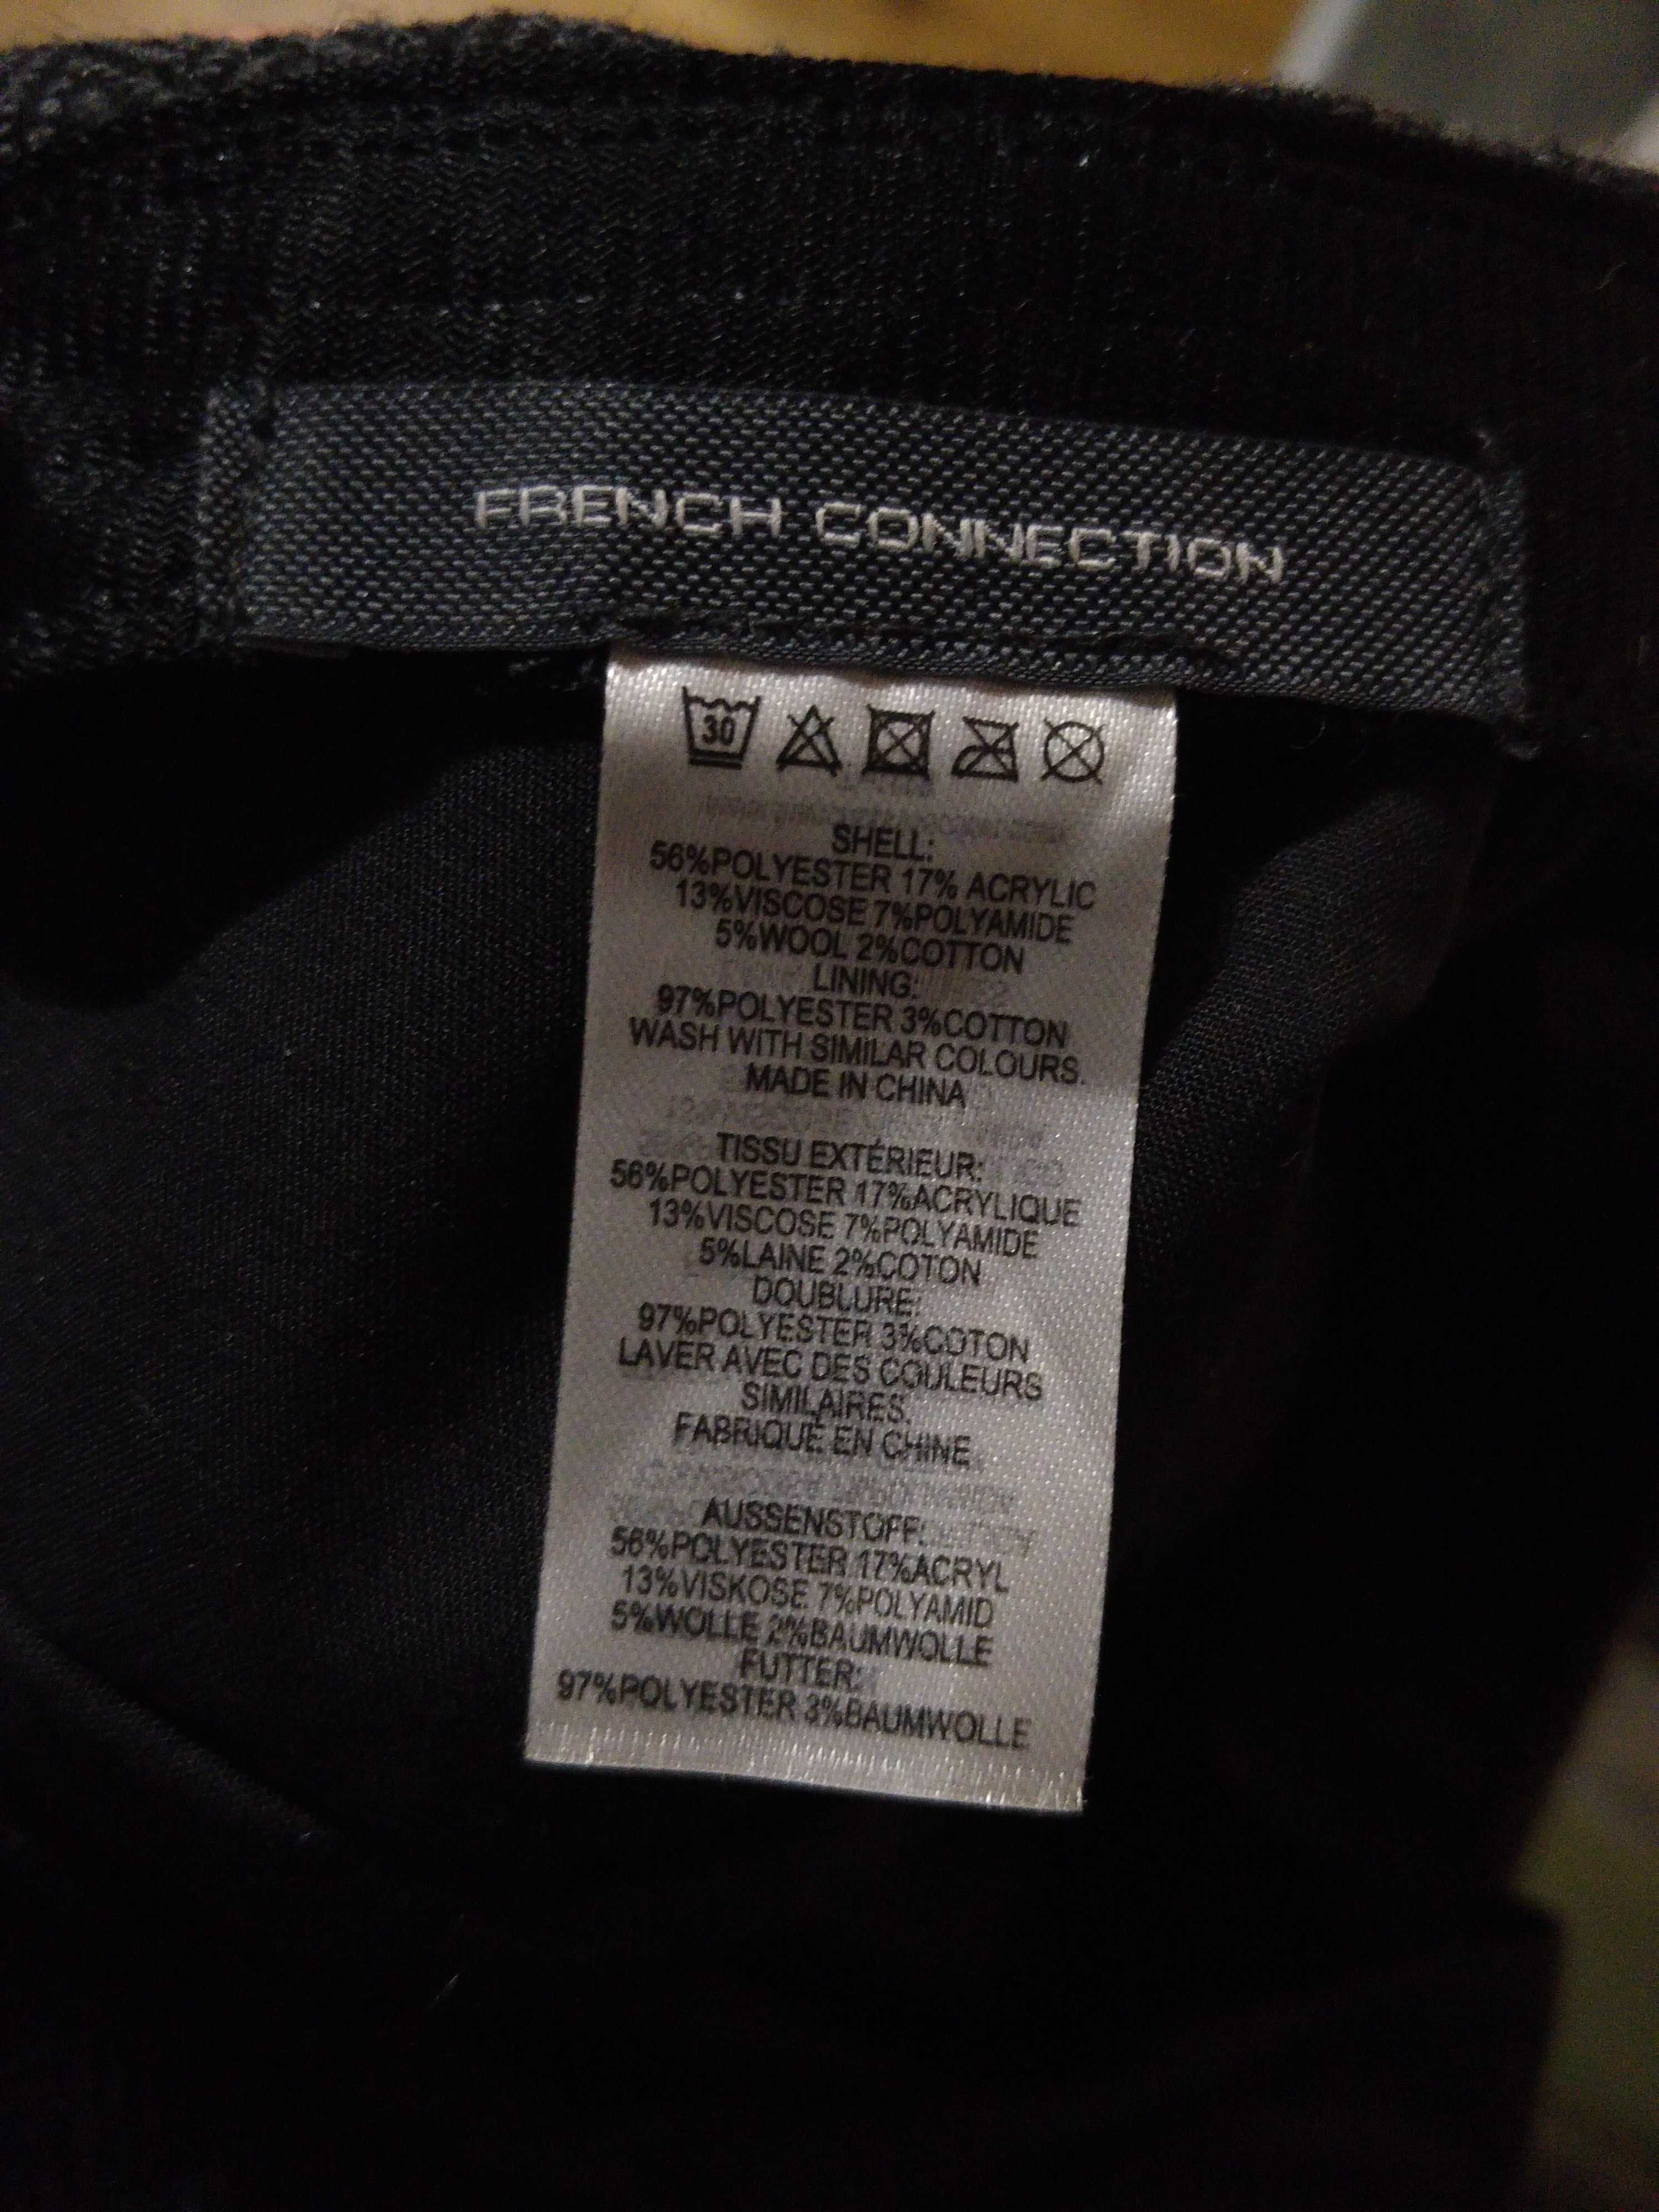 FRENCH CONNECTION
30
SHELL:
56%POLYESTER 17% ACRYLIC
13%VISCOSE 7%POLYAMIDE
5%WOOL 2%COTTON
LINING:
97%POLYESTER 3%COTTON
WASH WITH SIMILAR COLOURS.
MADE IN CHINA
TISSU EXTÉRIEUR:
56%POLYESTER 17%ACRYLIQUE
13%VISCOSE 7%POLYAMIDE
5%LAINE 2%COTON
DOUBLURE:
97%POLYESTER 3%COTON
LAVER AVEC DES COULEURS
SIMILAIRES.
FABRIQUÉ EN CHINE
AUSSENSTOFF:
56%POLYESTER 17%ACRYL
13%VISKOSE 7%POLYAMID
5%WOLLE 2%BAUMWOLLE
FUTTER:
97%POLYESTER 3%BAUMWOLLE